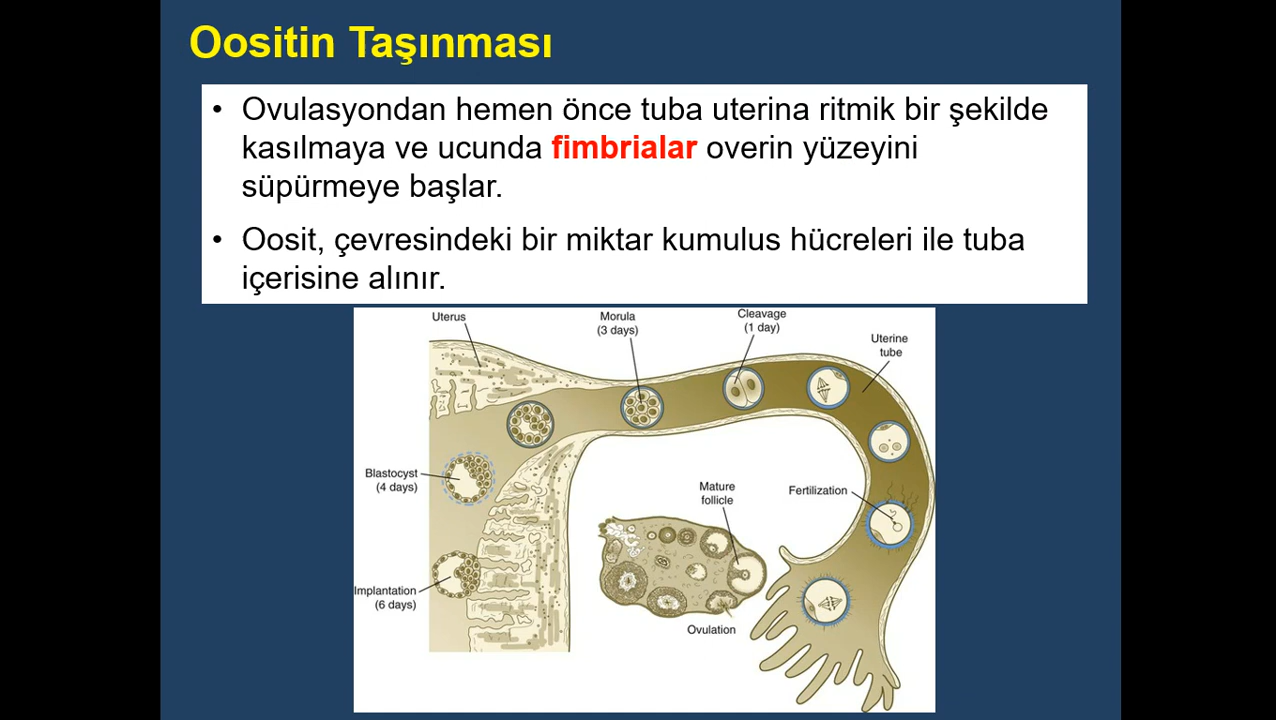 Oositin Taşınması
• Ovulasyondan hemen önce tuba uterina ritmik bir şekilde
kasılmaya ve ucunda fimbrialar overin yüzeyini
süpürmeye başlar.
• Oosit, çevresindeki bir miktar kumulus hücreleri ile tuba
içerisine alınır.
Uterus
Morula
(3 days)
Cleavage
(1 day)
Uterine
tube
Blastocyst
(4 days)
Mature
follicle
Fertilization
Implantation
(6 days)
Ovulation